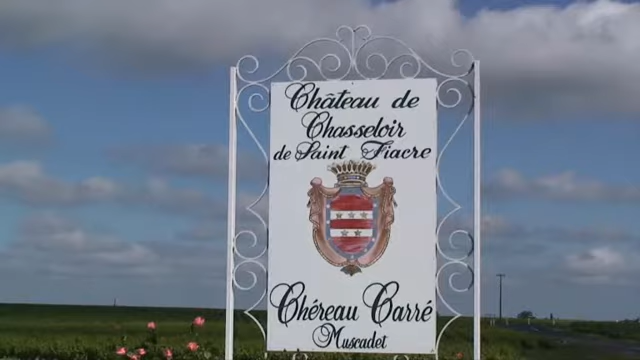 Château de
Chasseloir
de Saint Fiacre
Chéreau Carré
Muscadet